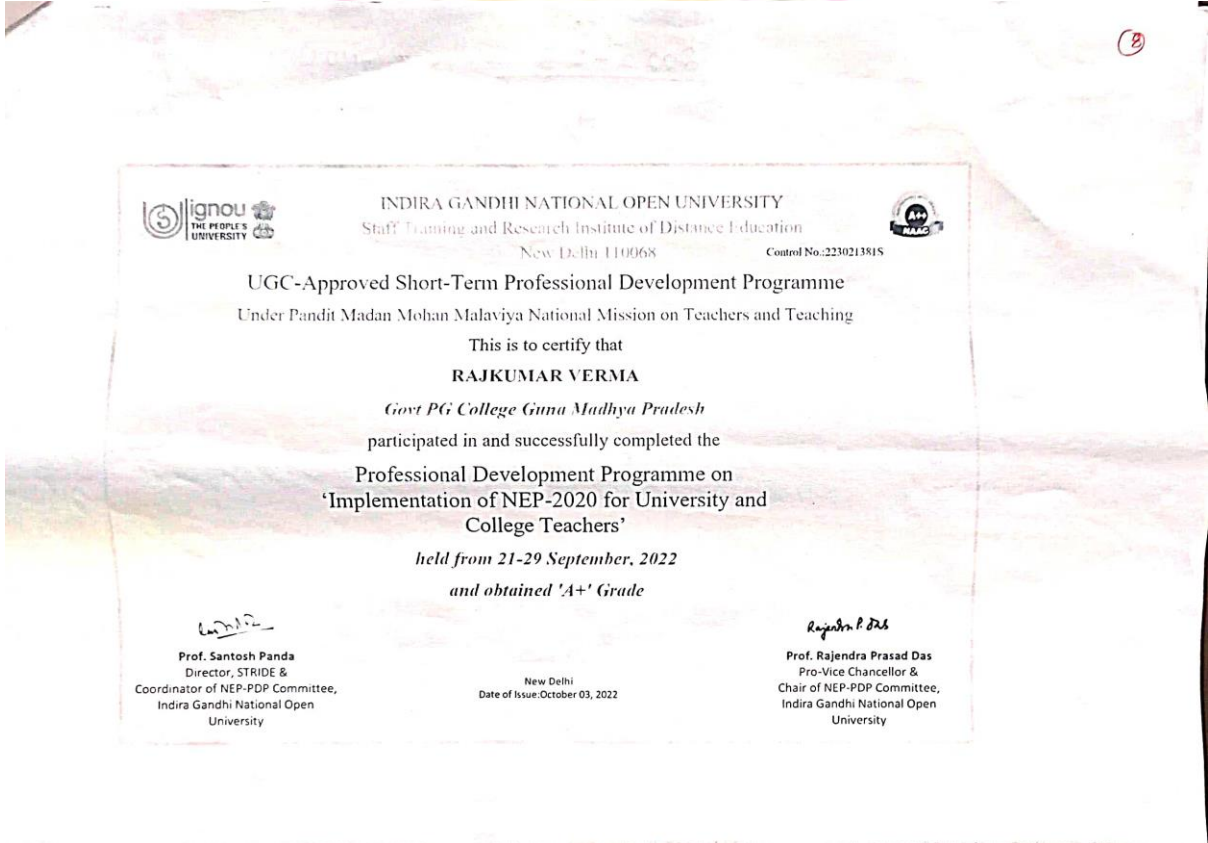 8
ignou
THE PEOPLE'S
UNIVERSITY
INDIRA GANDHI NATIONAL OPEN UNIVERSITY
Staff Training and Research Institute of Distance Education
New Delhi 110068
A++
NAAC
Control No.:223021381S
UGC-Approved Short-Term Professional Development Programme
Under Pandit Madan Mohan Malaviya National Mission on Teachers and Teaching
This is to certify that
RAJKUMAR VERMA
Govt PG College Guna Madhya Pradesh
participated in and successfully completed the
Professional Development Programme on
'Implementation of NEP-2020 for University and
College Teachers'
held from 21-29 September, 2022
and obtained 'A+' Grade
Prof. Santosh Panda
Director, STRIDE &
Coordinator of NEP-PDP Committee,
Indira Gandhi National Open
University
New Delhi
Date of Issue:October 03, 2022
Rajendra P. Das
Prof. Rajendra Prasad Das
Pro-Vice Chancellor &
Chair of NEP-PDP Committee,
Indira Gandhi National Open
University